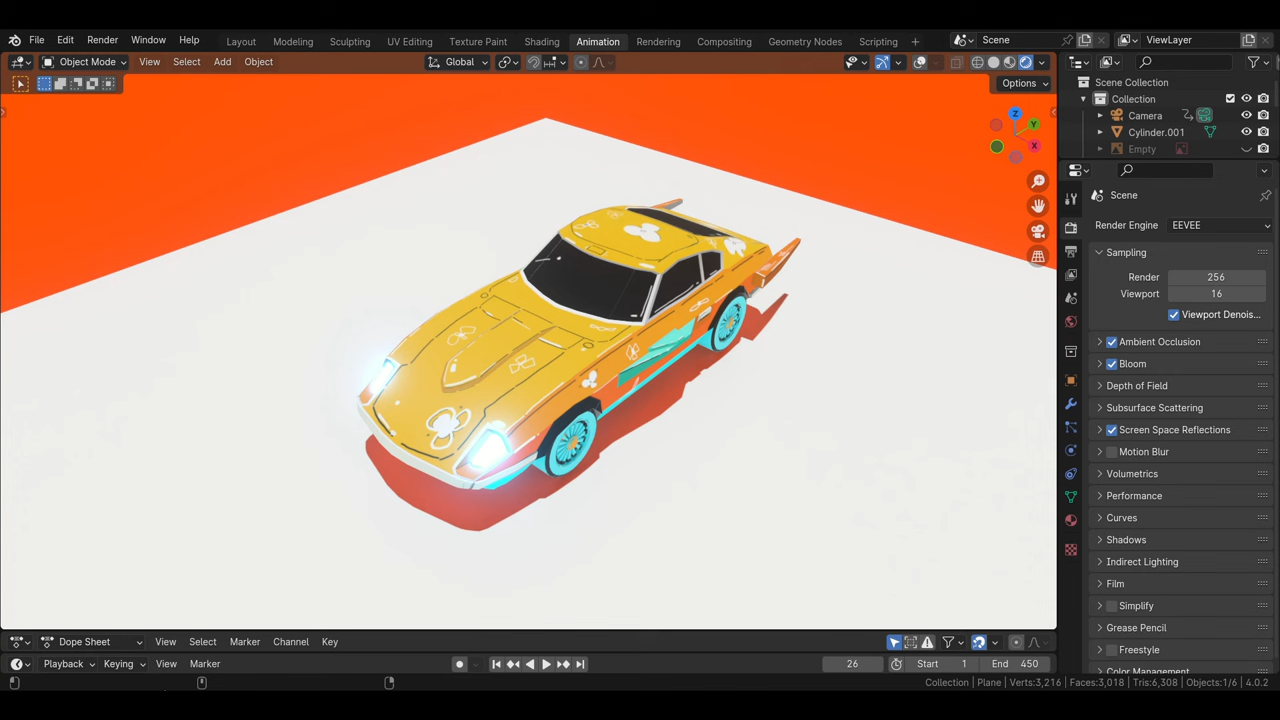 File Edit Render Window Help Layout Modeling Sculpting UV Editing Texture Paint Shading Animation Rendering Compositing Geometry Nodes Scripting + Scene ViewLayer
Object Mode View Select Add Object Global
Options
Scene Collection
Collection
Camera
Cylinder.001
Empty
Z
Y
X
Scene
Render Engine EEVEE
Sampling
Render 256
Viewport 16
Viewport Denois...
Ambient Occlusion
Bloom
Depth of Field
Subsurface Scattering
Screen Space Reflections
Motion Blur
Volumetrics
Performance
Curves
Shadows
Indirect Lighting
Film
Simplify
Grease Pencil
Freestyle
Color Management
Dope Sheet View Select Marker Channel Key
Playback Keying View Marker 26 Start 1 End 450
Collection | Plane | Verts:3,216 | Faces:3,018 | Tris:6,308 | Objects:1/6 | 4.0.2